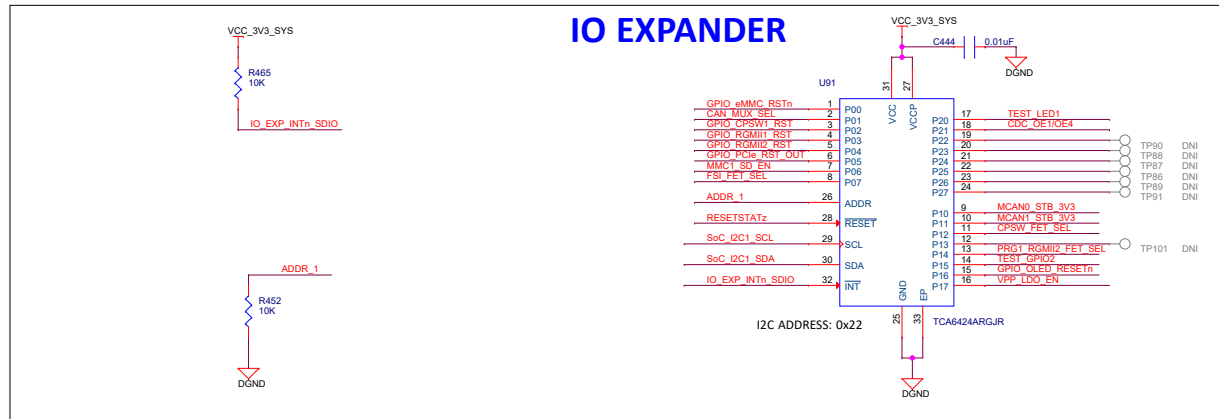 IO EXPANDER
VCC_3V3_SYS
R465
10K
IO_EXP_INTn_SDIO
ADDR_1
R452
10K
DGND
VCC_3V3_SYS
C444 0.01uF
DGND
U91
31 27
VCC VCCP
GPIO_eMMC_RSTn 1 P00
CAN_MUX_SEL 2 P01
GPIO_CPSW1_RST 3 P02
GPIO_RGMII1_RST 4 P03
GPIO_RGMII2_RST 5 P04
GPIO_PCIe_RST_OUT 6 P05
MMC1_SD_EN 7 P06
FSI_FET_SEL 8 P07
ADDR_1 26 ADDR
RESETSTATz 28 RESET
SoC_I2C1_SCL 29 SCL
SoC_I2C1_SDA 30 SDA
IO_EXP_INTn_SDIO 32 INT
P20 17 TEST_LED1
P21 18 CDC_OE1/OE4
P22 19 TP90 DNI
P23 20 TP88 DNI
P24 21 TP87 DNI
P25 22 TP86 DNI
P26 23 TP89 DNI
P27 24 TP91 DNI
P10 9 MCAN0_STB_3V3
P11 10 MCAN1_STB_3V3
P12 11 CPSW_FET_SEL
P13 12 TP101 DNI
P14 13 PRG1_RGMII2_FET_SEL
P15 14 TEST_GPIO2
P16 15 GPIO_OLED_RESETn
P17 16 VPP_LDO_EN
GND EP
25 33
I2C ADDRESS: 0x22
TCA6424ARGJR
DGND